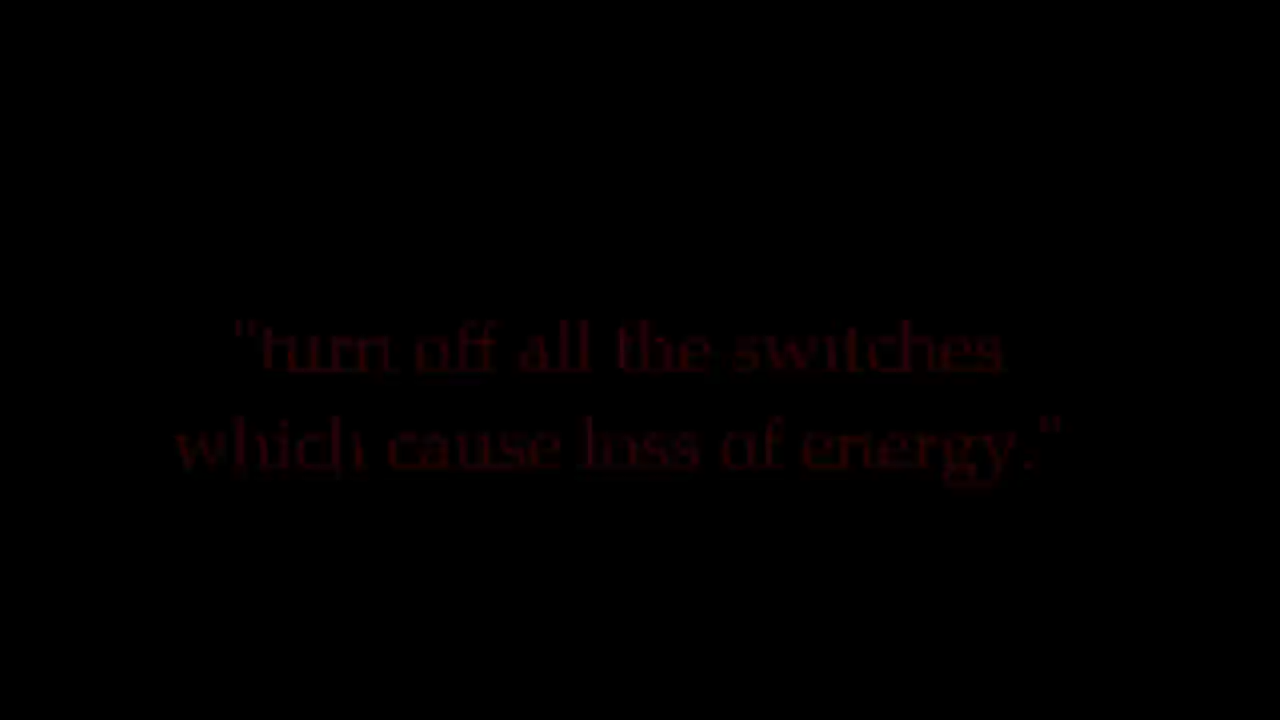 "turn off all the switches
which cause loss of energy."